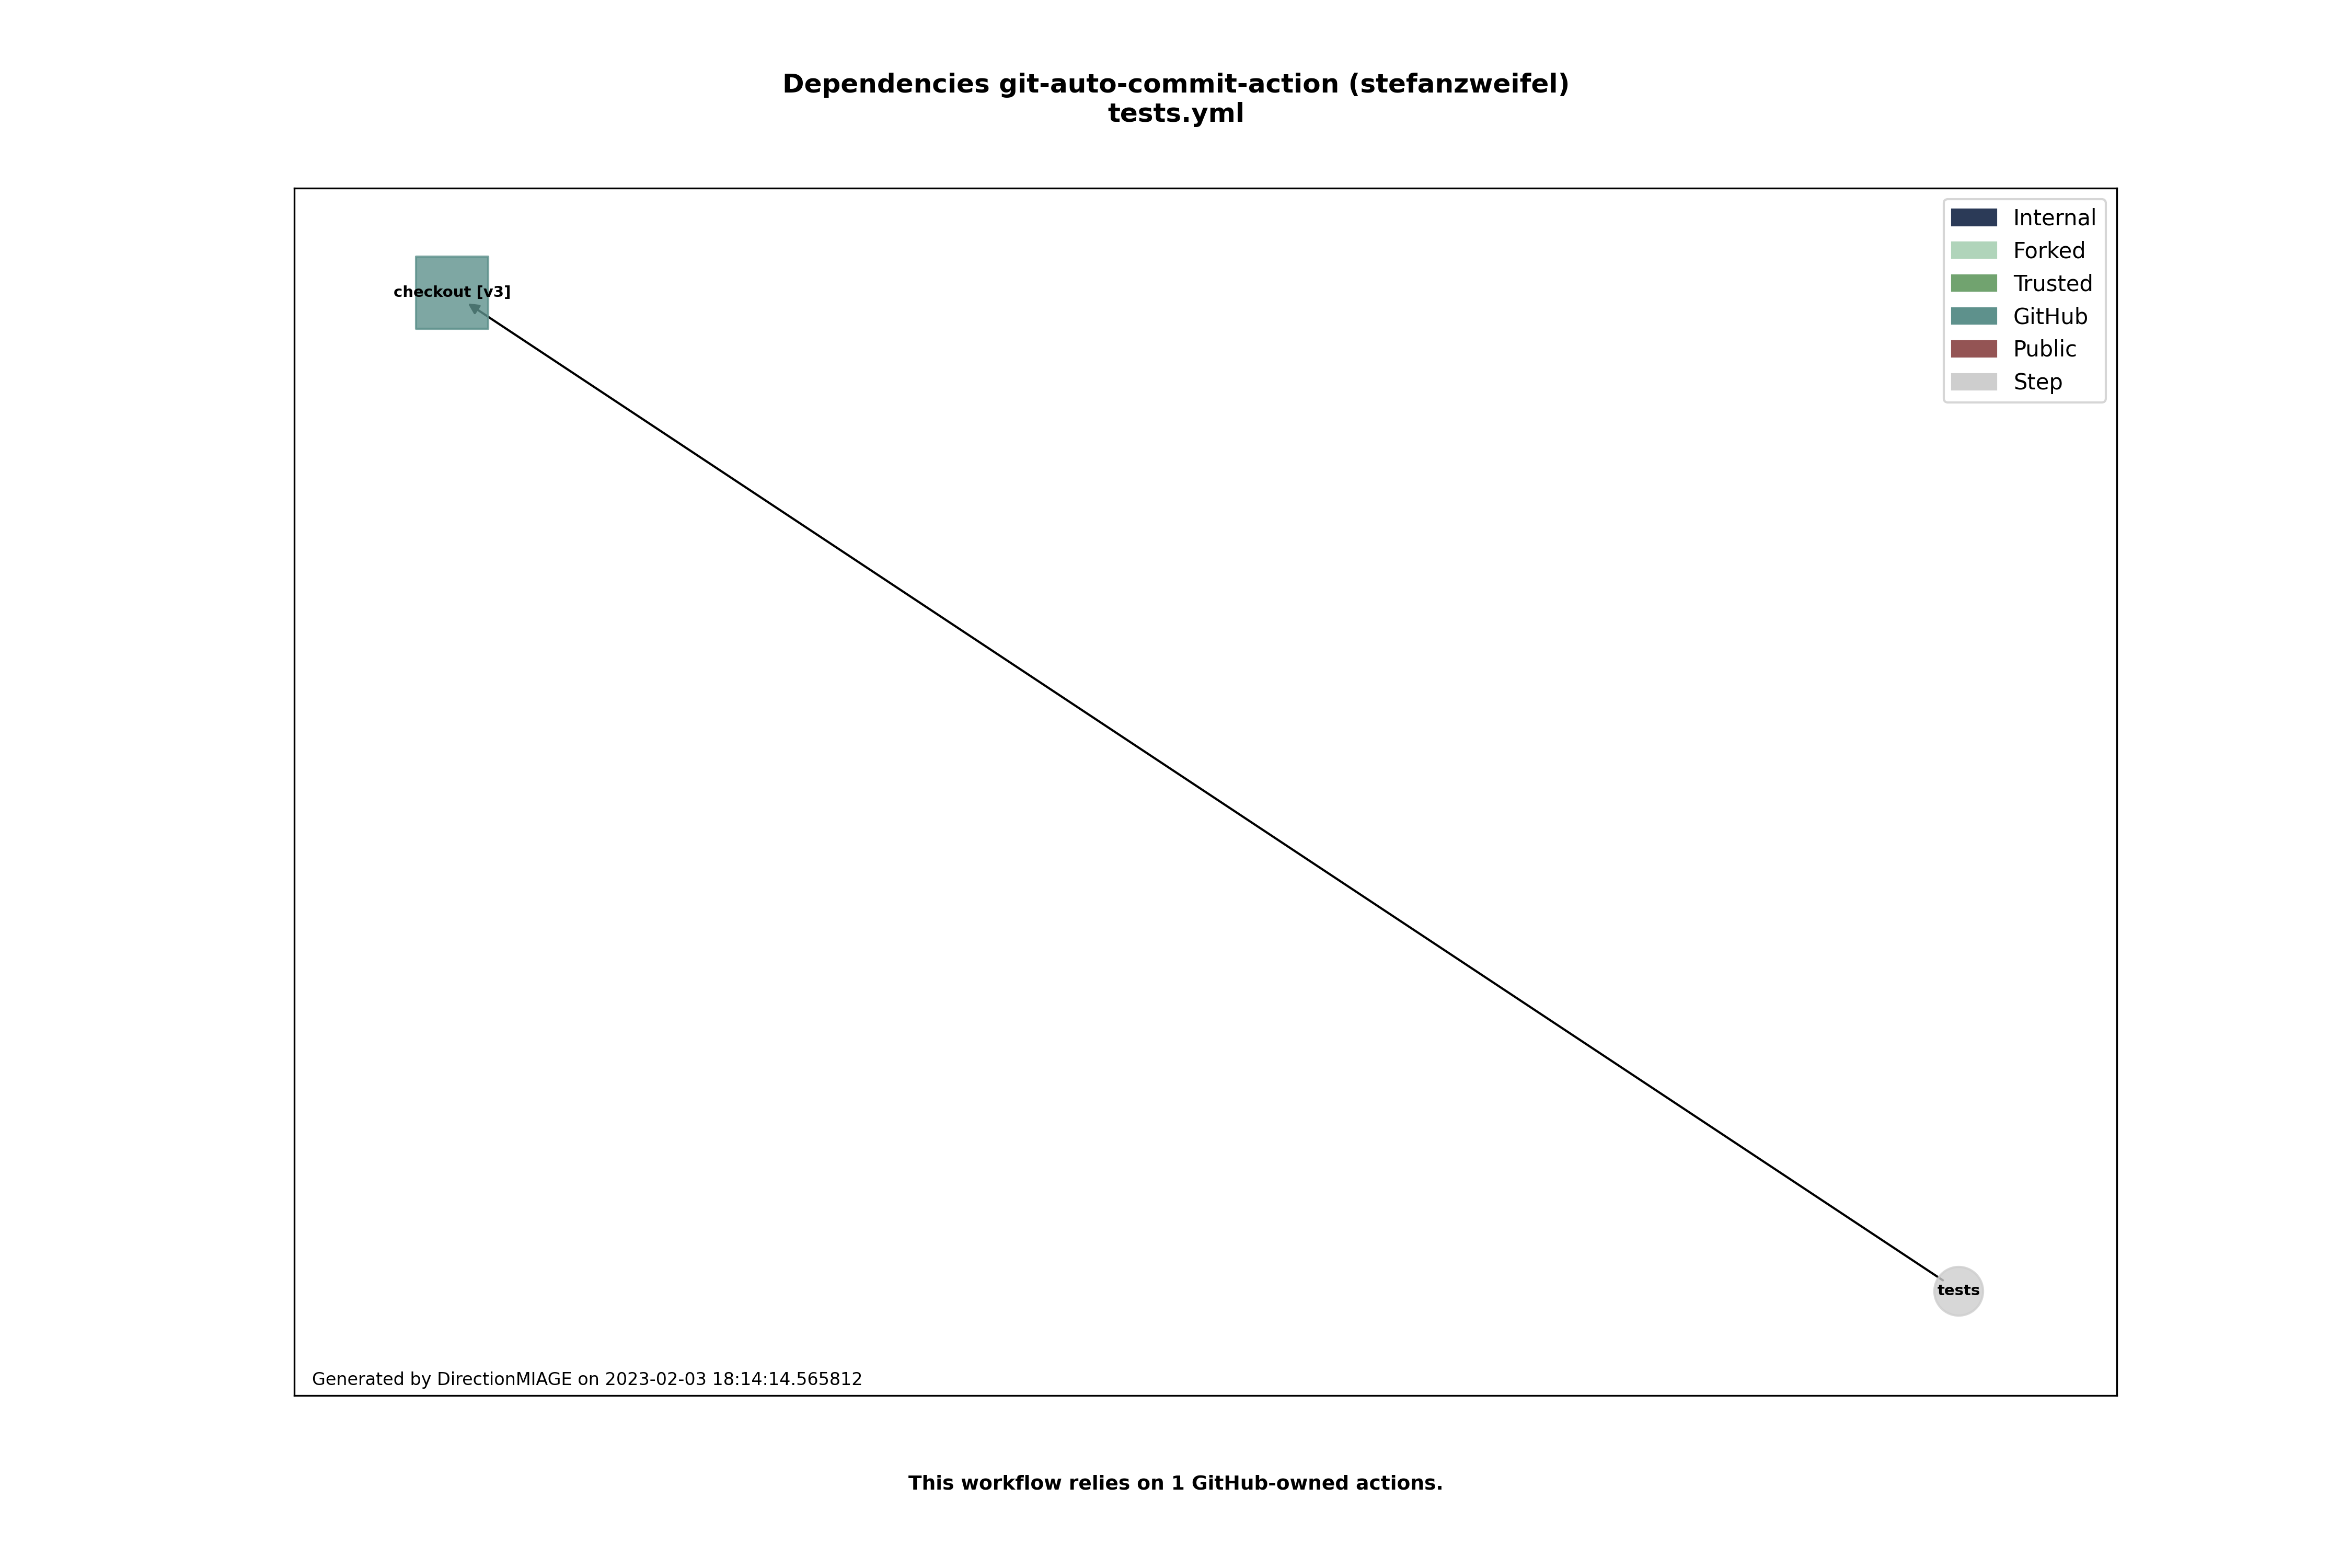 Dependencies git-auto-commit-action (stefanzweifel)
tests.yml
Internal
Forked
Trusted
GitHub
Public
Step
checkout [v3]
tests
Generated by DirectionMIAGE on 2023-02-03 18:14:14.565812
This workflow relies on 1 GitHub-owned actions.